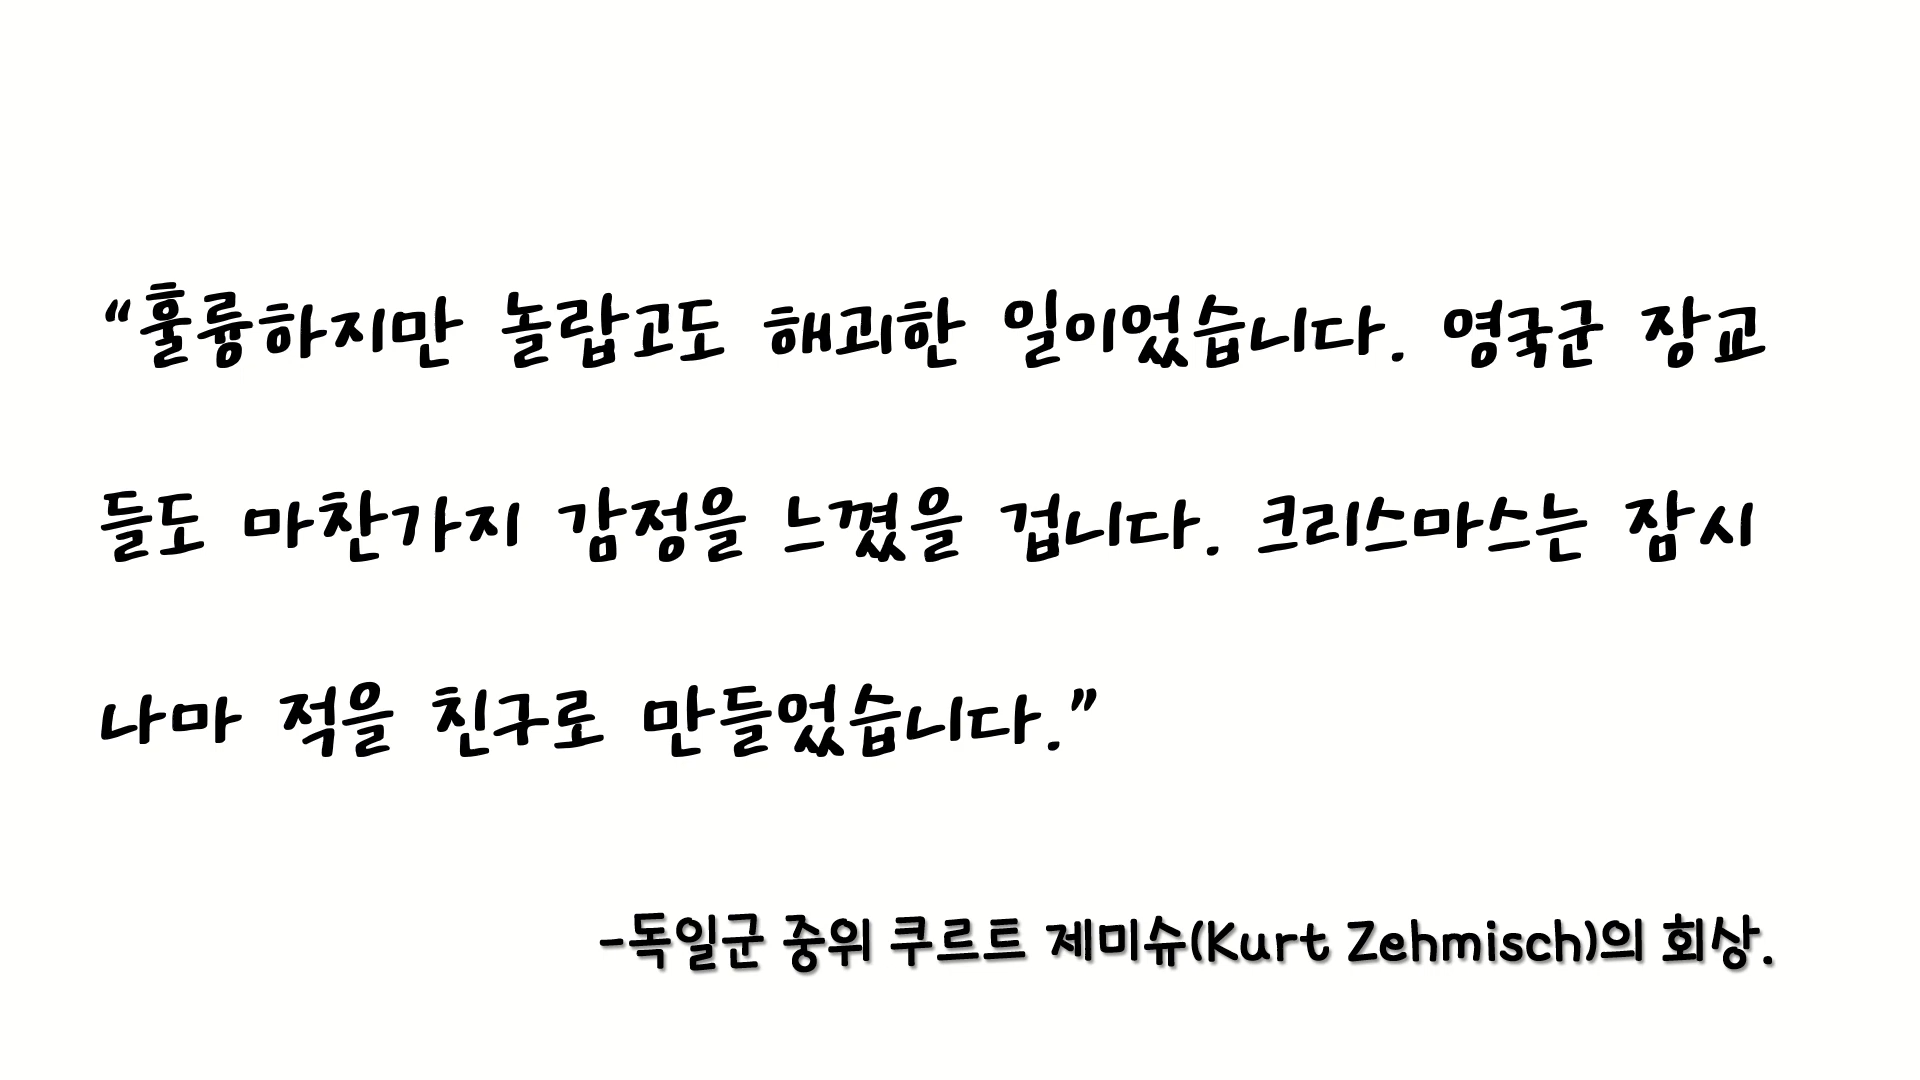 “훌륭하지만 놀랍고도 해괴한 일이었습니다. 영국군 장교
들도 마찬가지 감정을 느꼈을 겁니다. 크리스마스는 잠시
나마 적을 친구로 만들었습니다.”
-독일군 중위 쿠르트 제미슈(Kurt Zehmisch)의 회상.